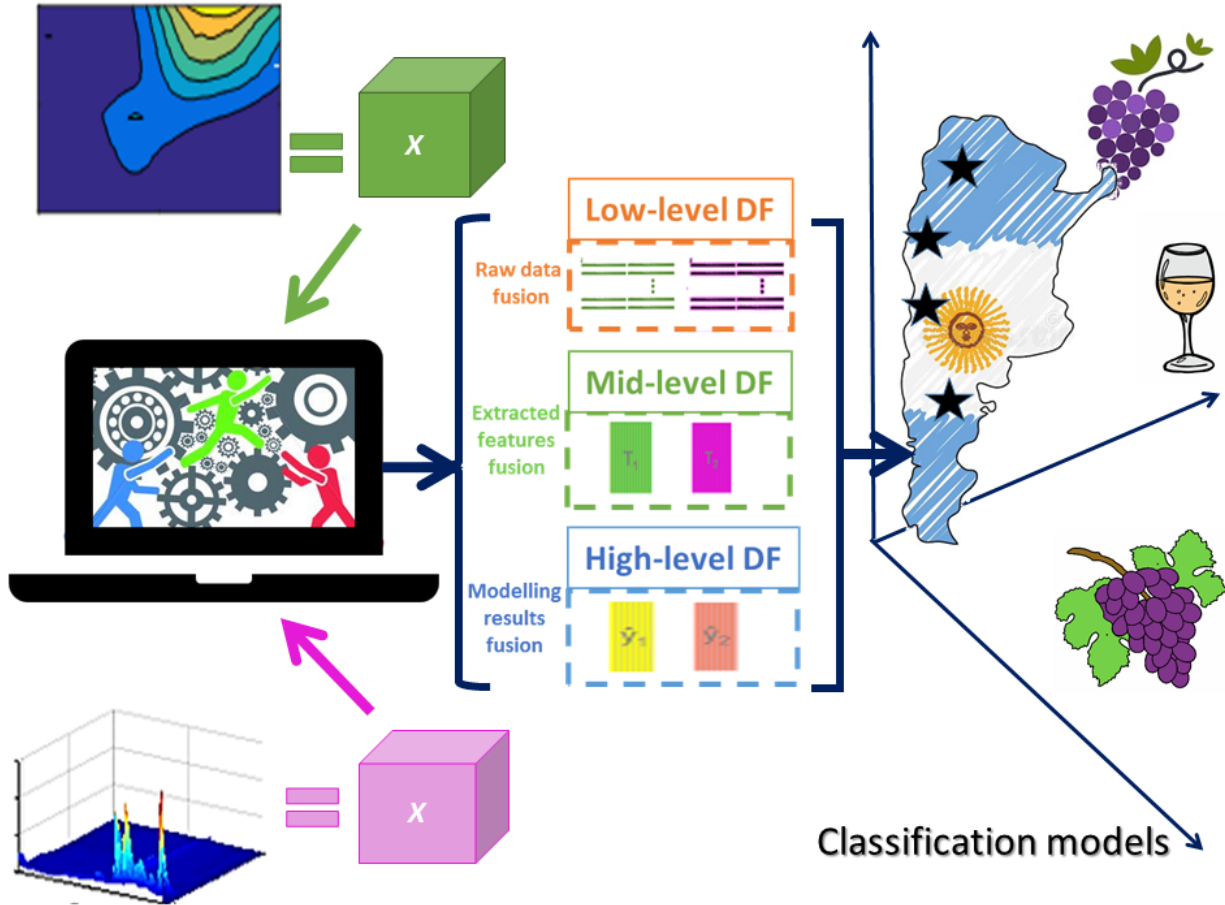 X
Low-level DF
Raw data
fusion
Mid-level DF
Extracted
features
fusion
T1
High-level DF
Modelling
results
fusion
ŷ1
ŷ2
X
Classification models